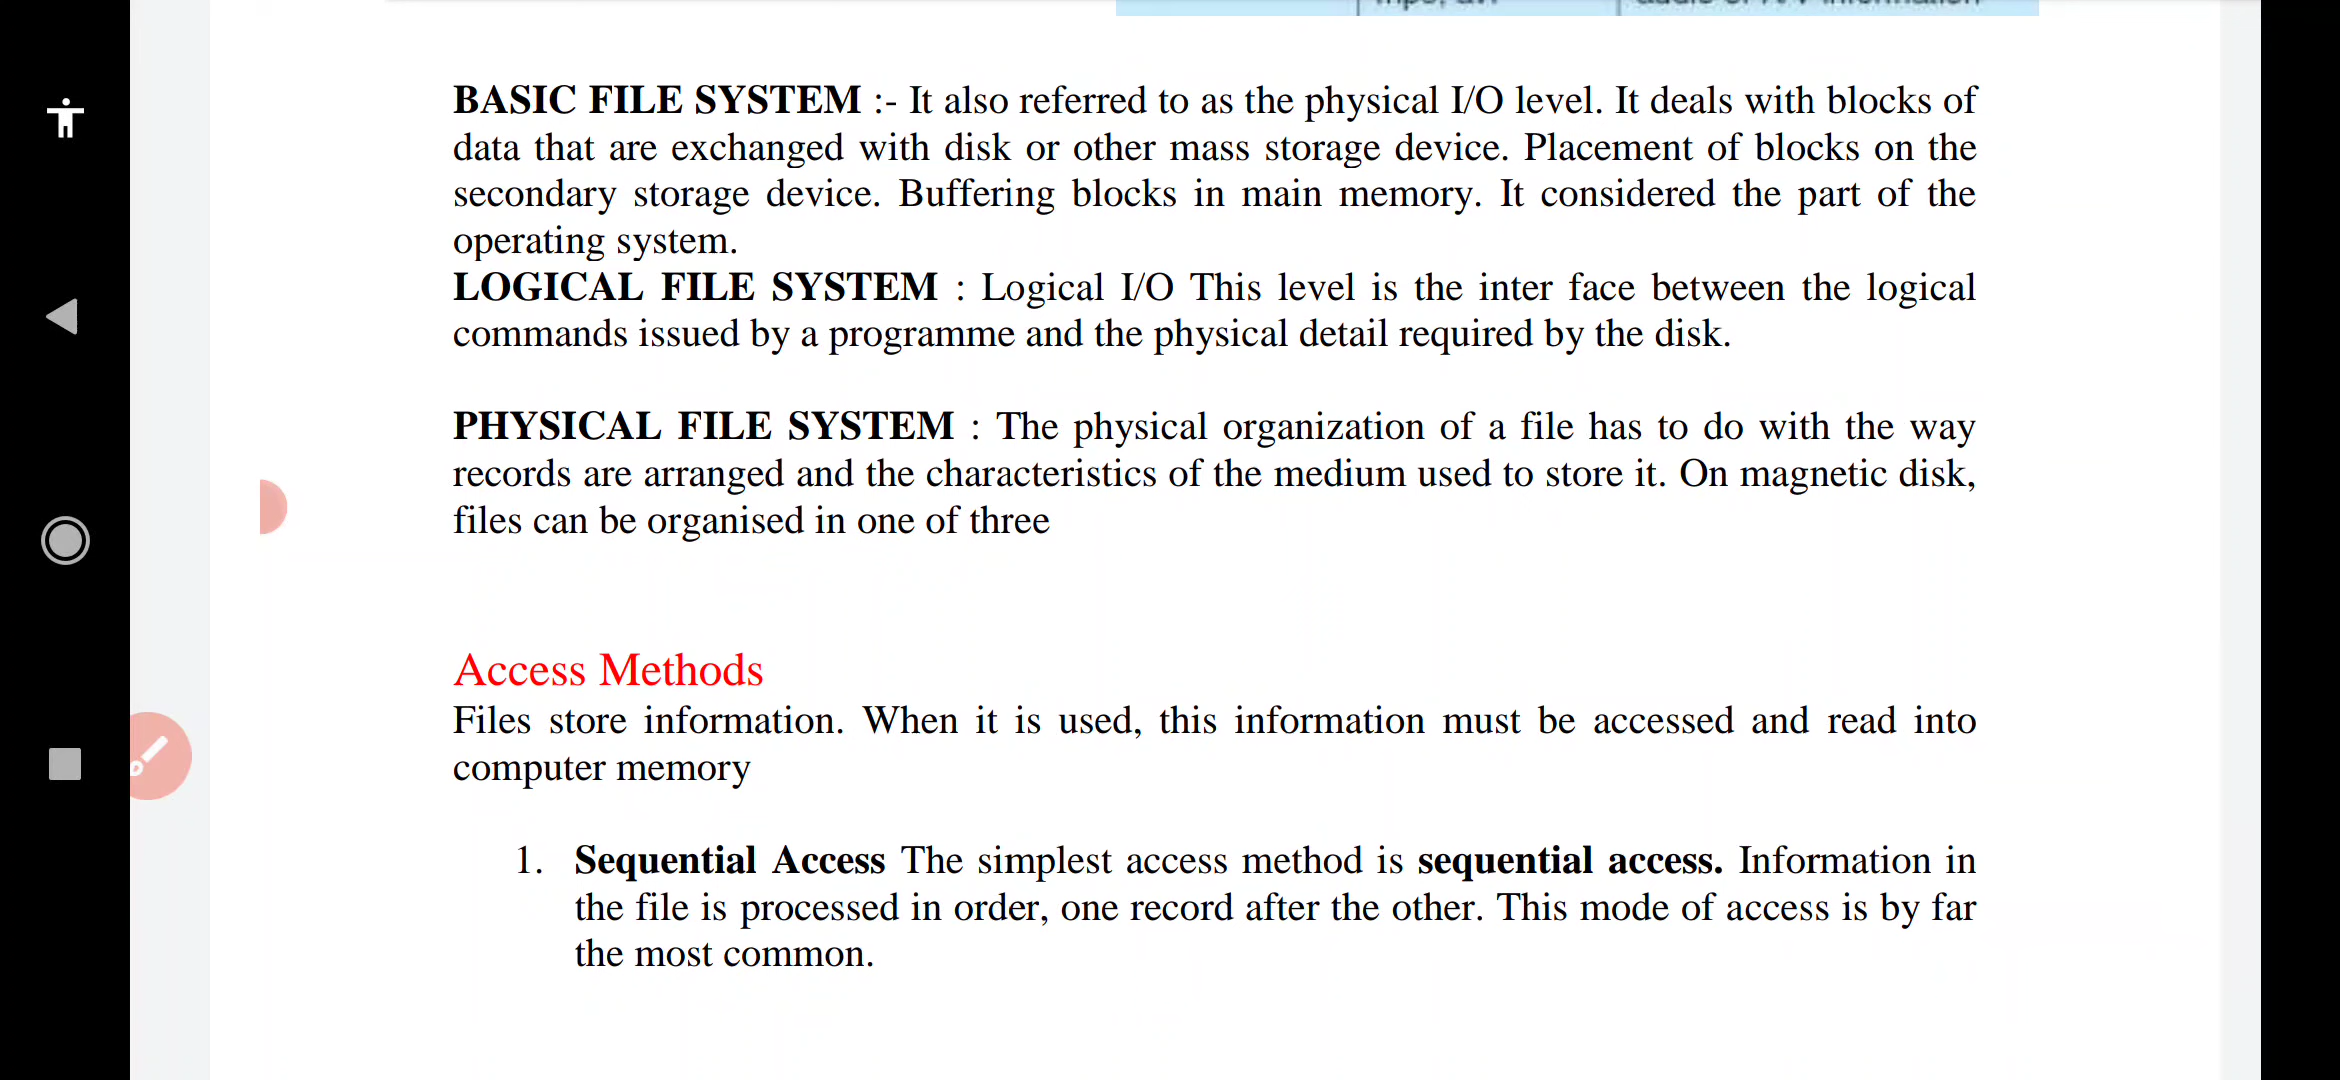 BASIC FILE SYSTEM :- It also referred to as the physical I/O level. It deals with blocks of
data that are exchanged with disk or other mass storage device. Placement of blocks on the
secondary storage device. Buffering blocks in main memory. It considered the part of the
operating system.
LOGICAL FILE SYSTEM : Logical I/O This level is the inter face between the logical
commands issued by a programme and the physical detail required by the disk.
PHYSICAL FILE SYSTEM : The physical organization of a file has to do with the way
records are arranged and the characteristics of the medium used to store it. On magnetic disk,
files can be organised in one of three
Access Methods
Files store information. When it is used, this information must be accessed and read into
computer memory
1. Sequential Access The simplest access method is sequential access. Information in
the file is processed in order, one record after the other. This mode of access is by far
the most common.